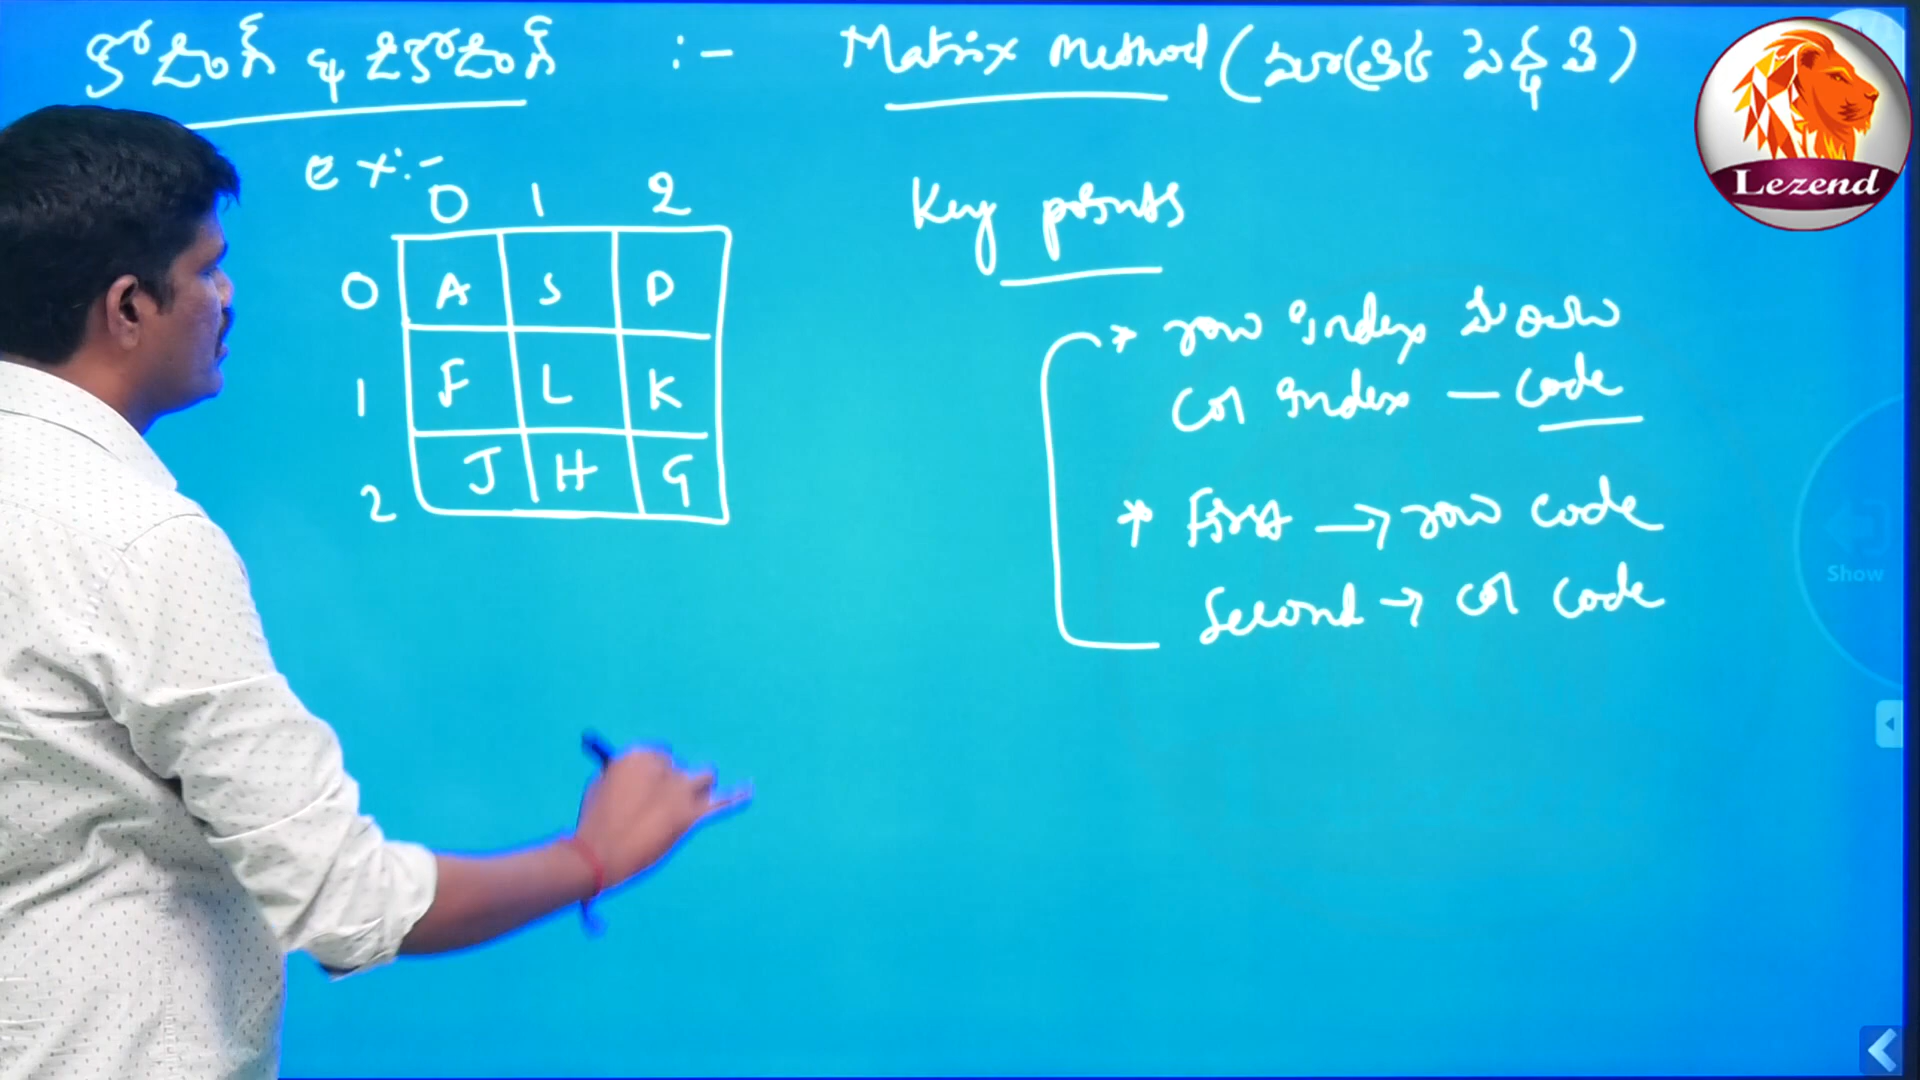 కోడింగ్ & డికోడింగ్ :- Matrix method (మాత్రిక పద్ధతి)
ex:-
0 1 2
0 A S D
1 F L K
2 J H G
Key points
* row index మరియు
col index — code
* First → row code
Second → col code
Lezend
Show